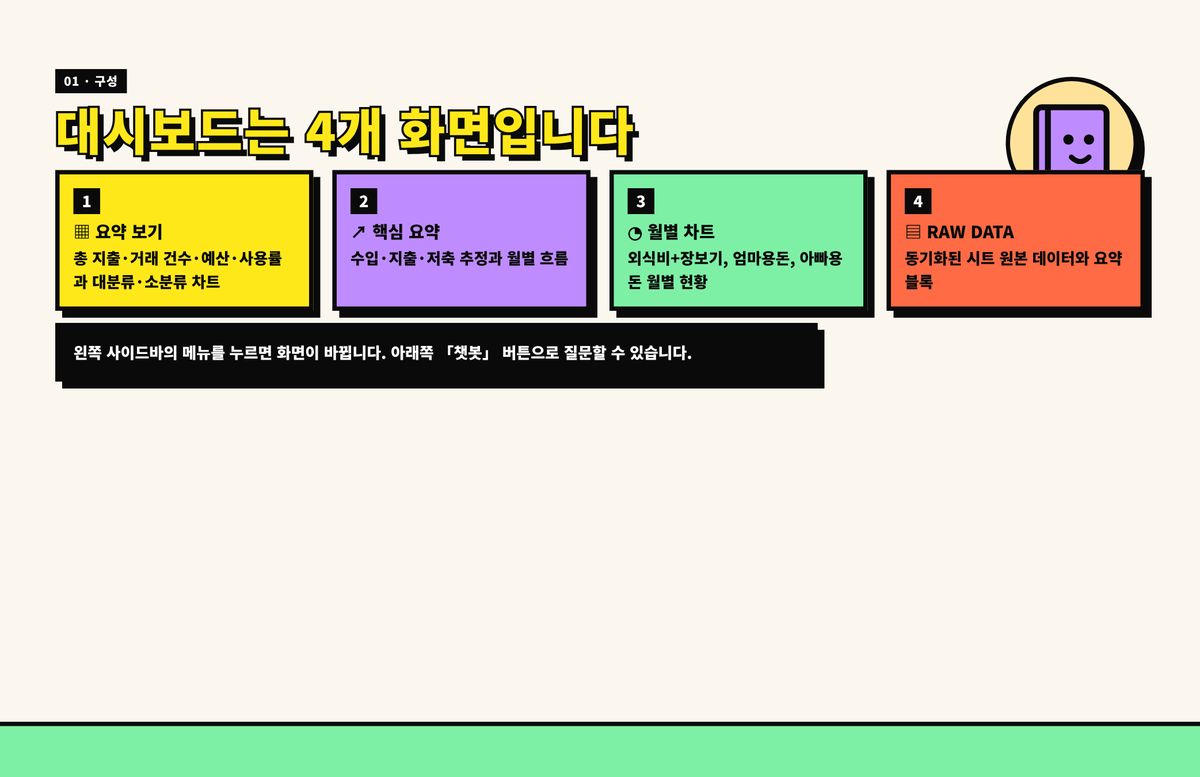 01 · 구성
대시보드는 4개 화면입니다
1
▦ 요약 보기
총 지출·거래 건수·예산·사용률
과 대분류·소분류 차트
2
↗ 핵심 요약
수입·지출·저축 추정과 월별 흐름
3
◔ 월별 차트
외식비+장보기, 엄마용돈, 아빠용
돈 월별 현황
4
▤ RAW DATA
동기화된 시트 원본 데이터와 요약
블록
왼쪽 사이드바의 메뉴를 누르면 화면이 바뀝니다. 아래쪽 「챗봇」 버튼으로 질문할 수 있습니다.